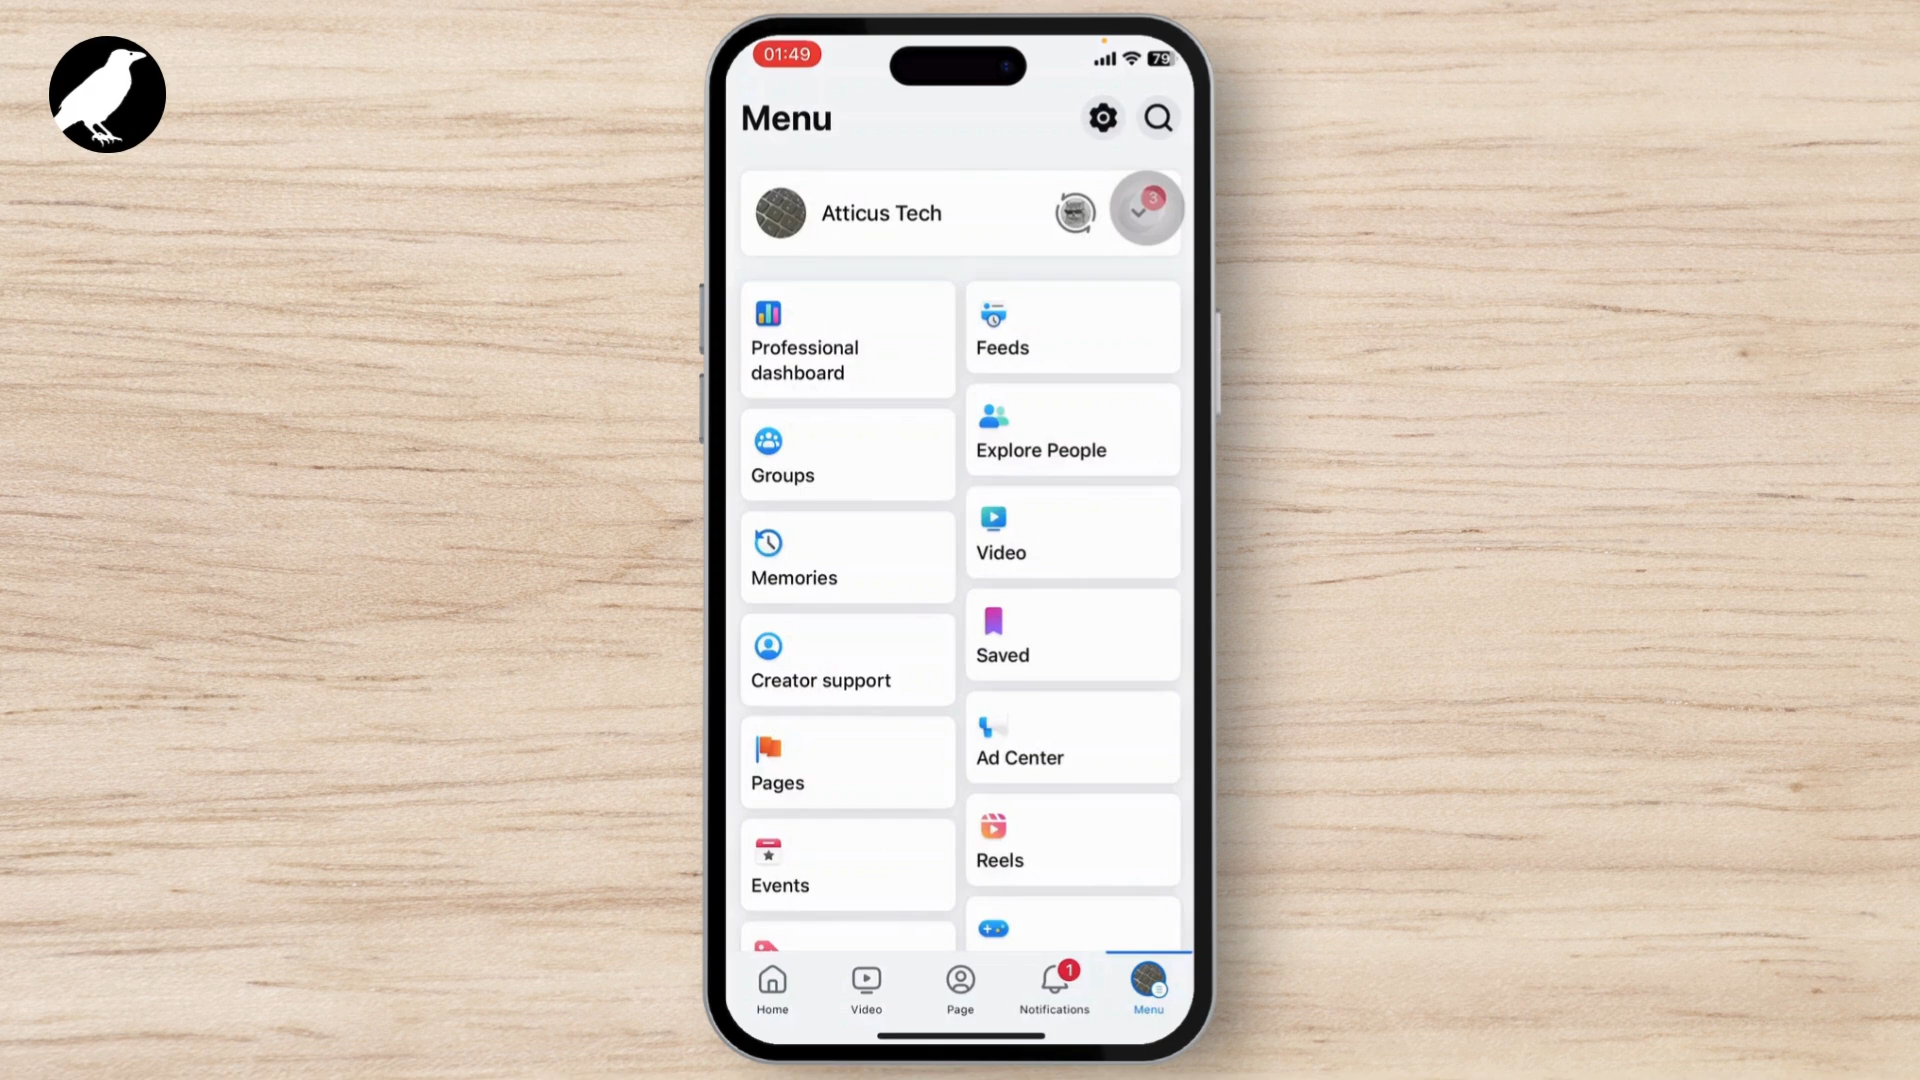 01:49
79
Menu
Atticus Tech
3
Professional
dashboard
Feeds
Explore People
Groups
Video
Memories
Saved
Creator support
Ad Center
Pages
Reels
Events
Home
Video
Page
1
Notifications
Menu